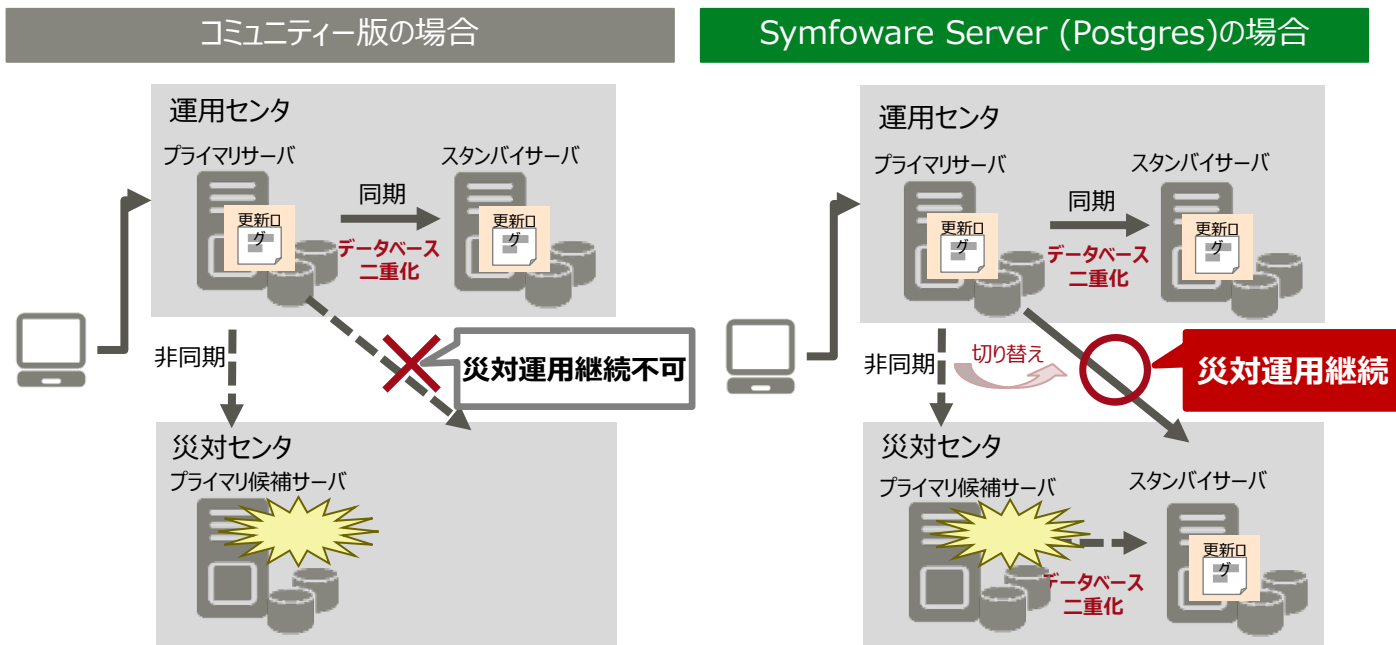 コミュニティー版の場合
運用センタ
プライマリサーバ
スタンバイサーバ
同期
更新ロ
グ
更新ロ
グ
データベース
二重化
非同期
災対運用継続不可
災対センタ
プライマリ候補サーバ
Symfoware Server (Postgres)の場合
運用センタ
プライマリサーバ
スタンバイサーバ
同期
更新ロ
グ
更新ロ
グ
データベース
二重化
非同期
切り替え
災対運用継続
災対センタ
プライマリ候補サーバ
スタンバイサーバ
更新ロ
グ
データベース
二重化